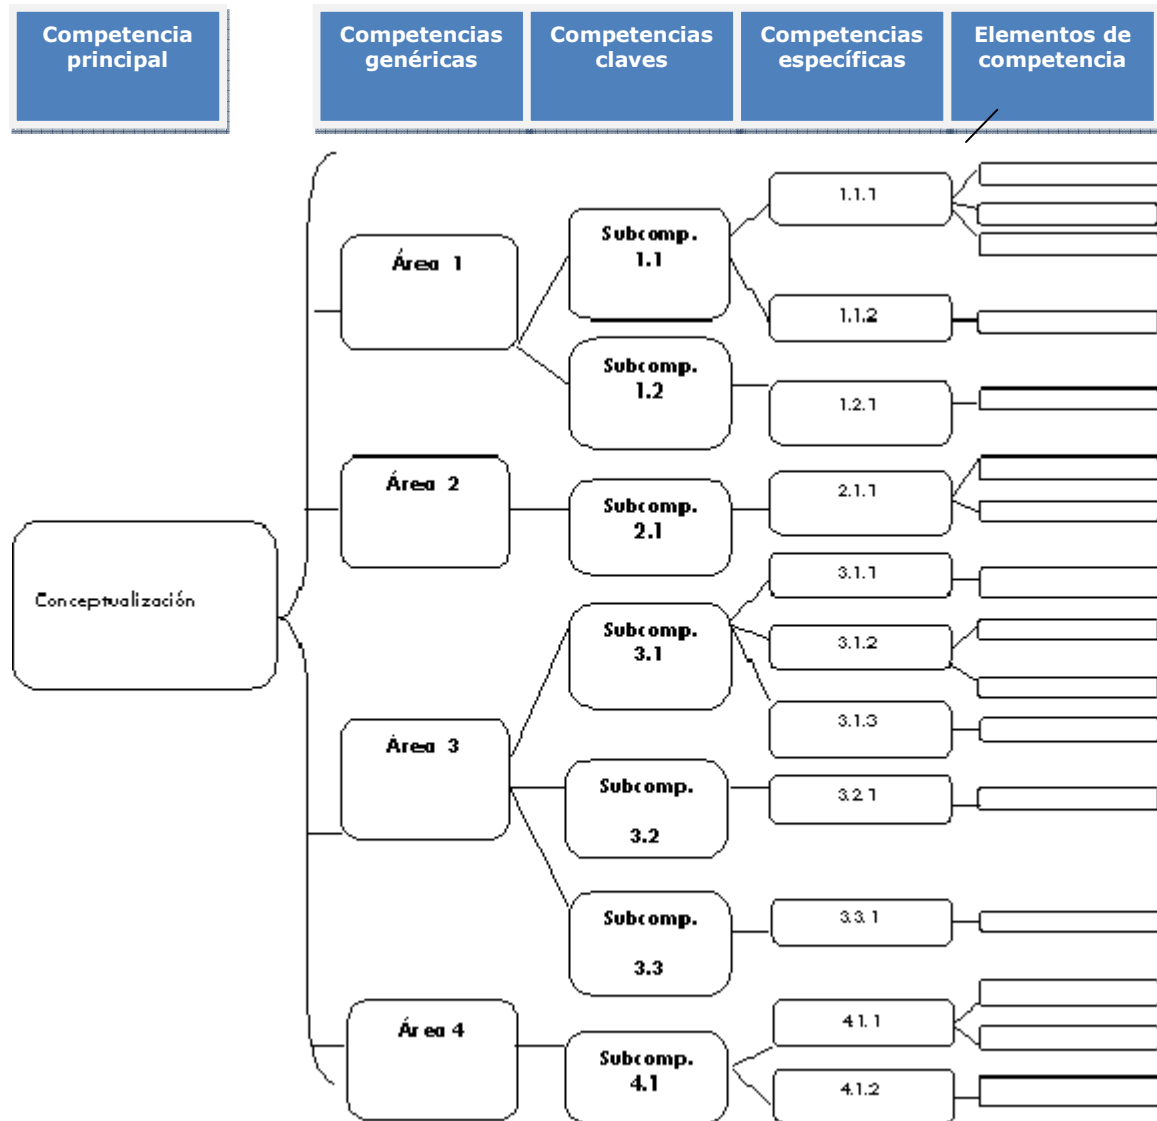 Competencia
principal
Competencias
genéricas
Competencias
claves
Competencias
específicas
Elementos de
competencia
Conceptualización
Área 1
Subcomp.
1.1
1.1.1
1.1.2
Subcomp.
1.2
1.2.1
Área 2
Subcomp.
2.1
2.1.1
Área 3
Subcomp.
3.1
3.1.1
3.1.2
3.1.3
Subcomp.
3.2
3.2.1
Subcomp.
3.3
3.3.1
Área 4
Subcomp.
4.1
4.1.1
4.1.2